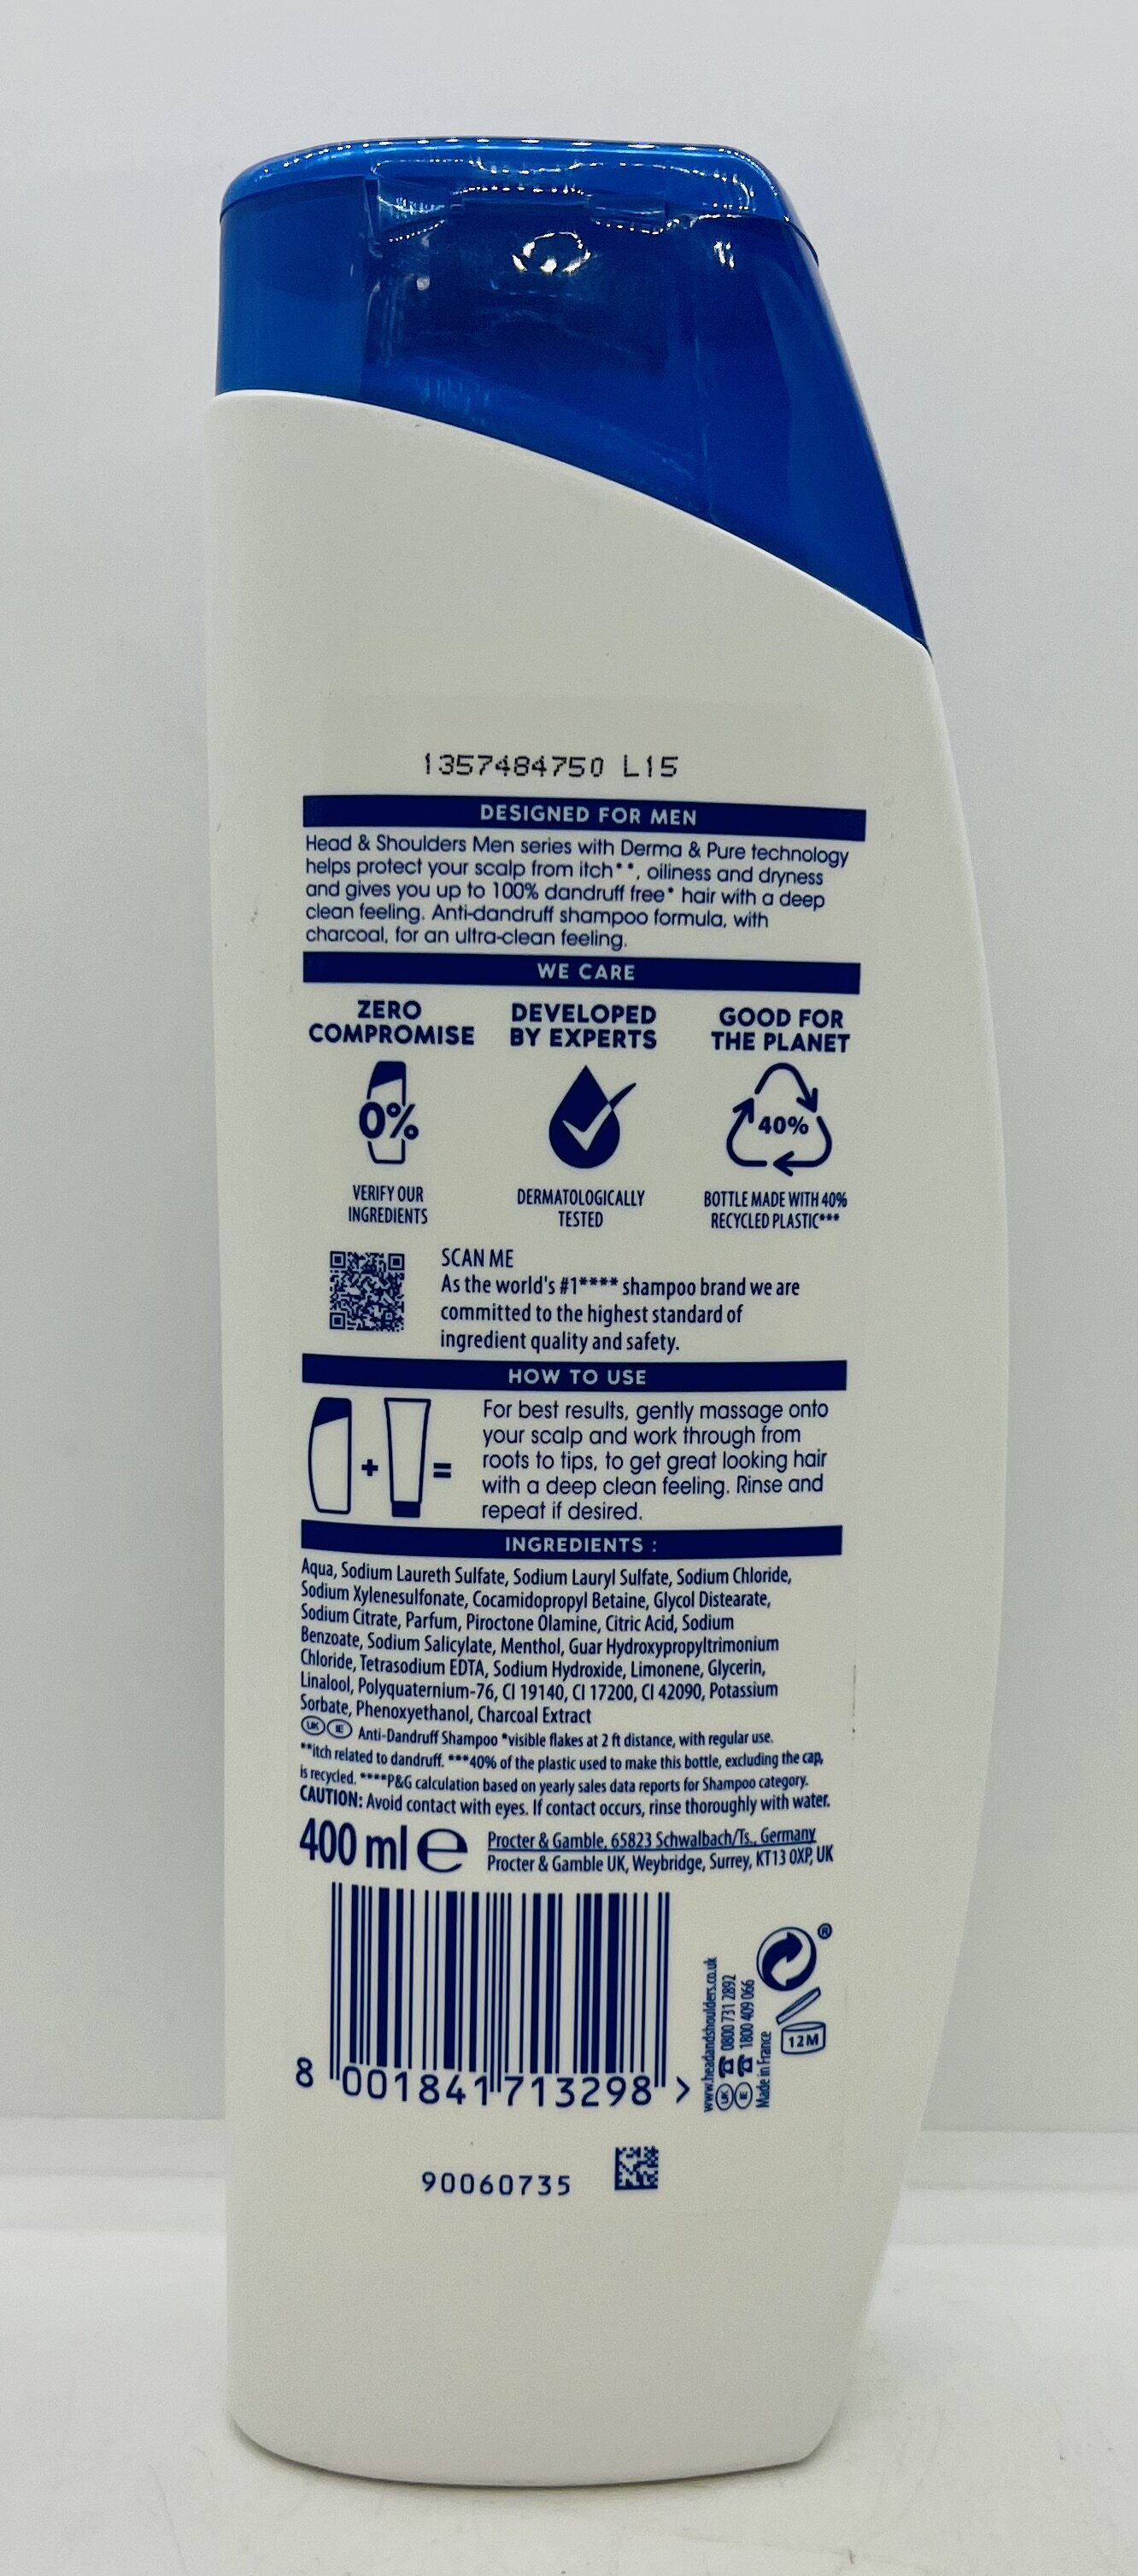 1357484750 L15
DESIGNED FOR MEN
Head & Shoulders Men series with Derma & Pure technology
helps protect your scalp from itch**, oiliness and dryness
and gives you up to 100% dandruff free* hair with a deep
clean feeling. Anti-dandruff shampoo formula, with
charcoal, for an ultra-clean feeling.
WE CARE
ZERO
COMPROMISE
0%
VERIFY OUR
INGREDIENTS
DEVELOPED
BY EXPERTS
DERMATOLOGICALLY
TESTED
GOOD FOR
THE PLANET
40%
BOTTLE MADE WITH 40%
RECYCLED PLASTIC***
SCAN ME
As the world's #1**** shampoo brand we are
committed to the highest standard of
ingredient quality and safety.
HOW TO USE
+ =
For best results, gently massage onto
your scalp and work through from
roots to tips, to get great looking hair
with a deep clean feeling. Rinse and
repeat if desired.
INGREDIENTS :
Aqua, Sodium Laureth Sulfate, Sodium Lauryl Sulfate, Sodium Chloride,
Sodium Xylenesulfonate, Cocamidopropyl Betaine, Glycol Distearate,
Sodium Citrate, Parfum, Piroctone Olamine, Citric Acid, Sodium
Benzoate, Sodium Salicylate, Menthol, Guar Hydroxypropyltrimonium
Chloride, Tetrasodium EDTA, Sodium Hydroxide, Limonene, Glycerin,
Linalool, Polyquaternium-76, CI 19140, CI 17200, CI 42090, Potassium
Sorbate, Phenoxyethanol, Charcoal Extract
UK IE Anti-Dandruff Shampoo *visible flakes at 2 ft distance, with regular use.
**itch related to dandruff. ***40% of the plastic used to make this bottle, excluding the cap,
is recycled. ****P&G calculation based on yearly sales data reports for Shampoo category.
CAUTION: Avoid contact with eyes. If contact occurs, rinse thoroughly with water.
400 ml e
Procter & Gamble, 65823 Schwalbach/Ts., Germany
Procter & Gamble UK, Weybridge, Surrey, KT13 0XP, UK
8 001841 713298 >
www.headandshoulders.co.uk
UK ☎ 0800 731 2892
IE ☎ 1800 409 066
Made in France
®
12M
90060735